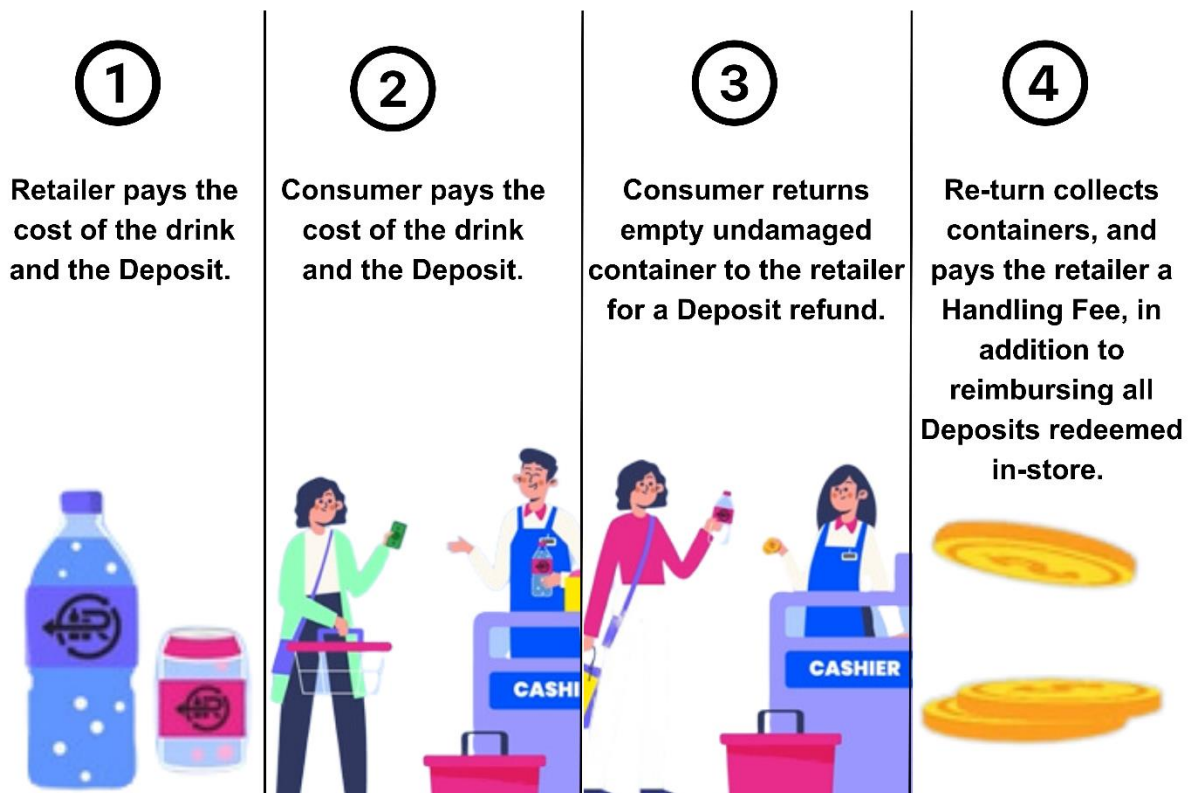 1
Retailer pays the
cost of the drink
and the Deposit.
2
Consumer pays the
cost of the drink
and the Deposit.
CASHI
3
Consumer returns
empty undamaged
container to the retailer
for a Deposit refund.
CASHIER
4
Re-turn collects
containers, and
pays the retailer a
Handling Fee, in
addition to
reimbursing all
Deposits redeemed
in-store.